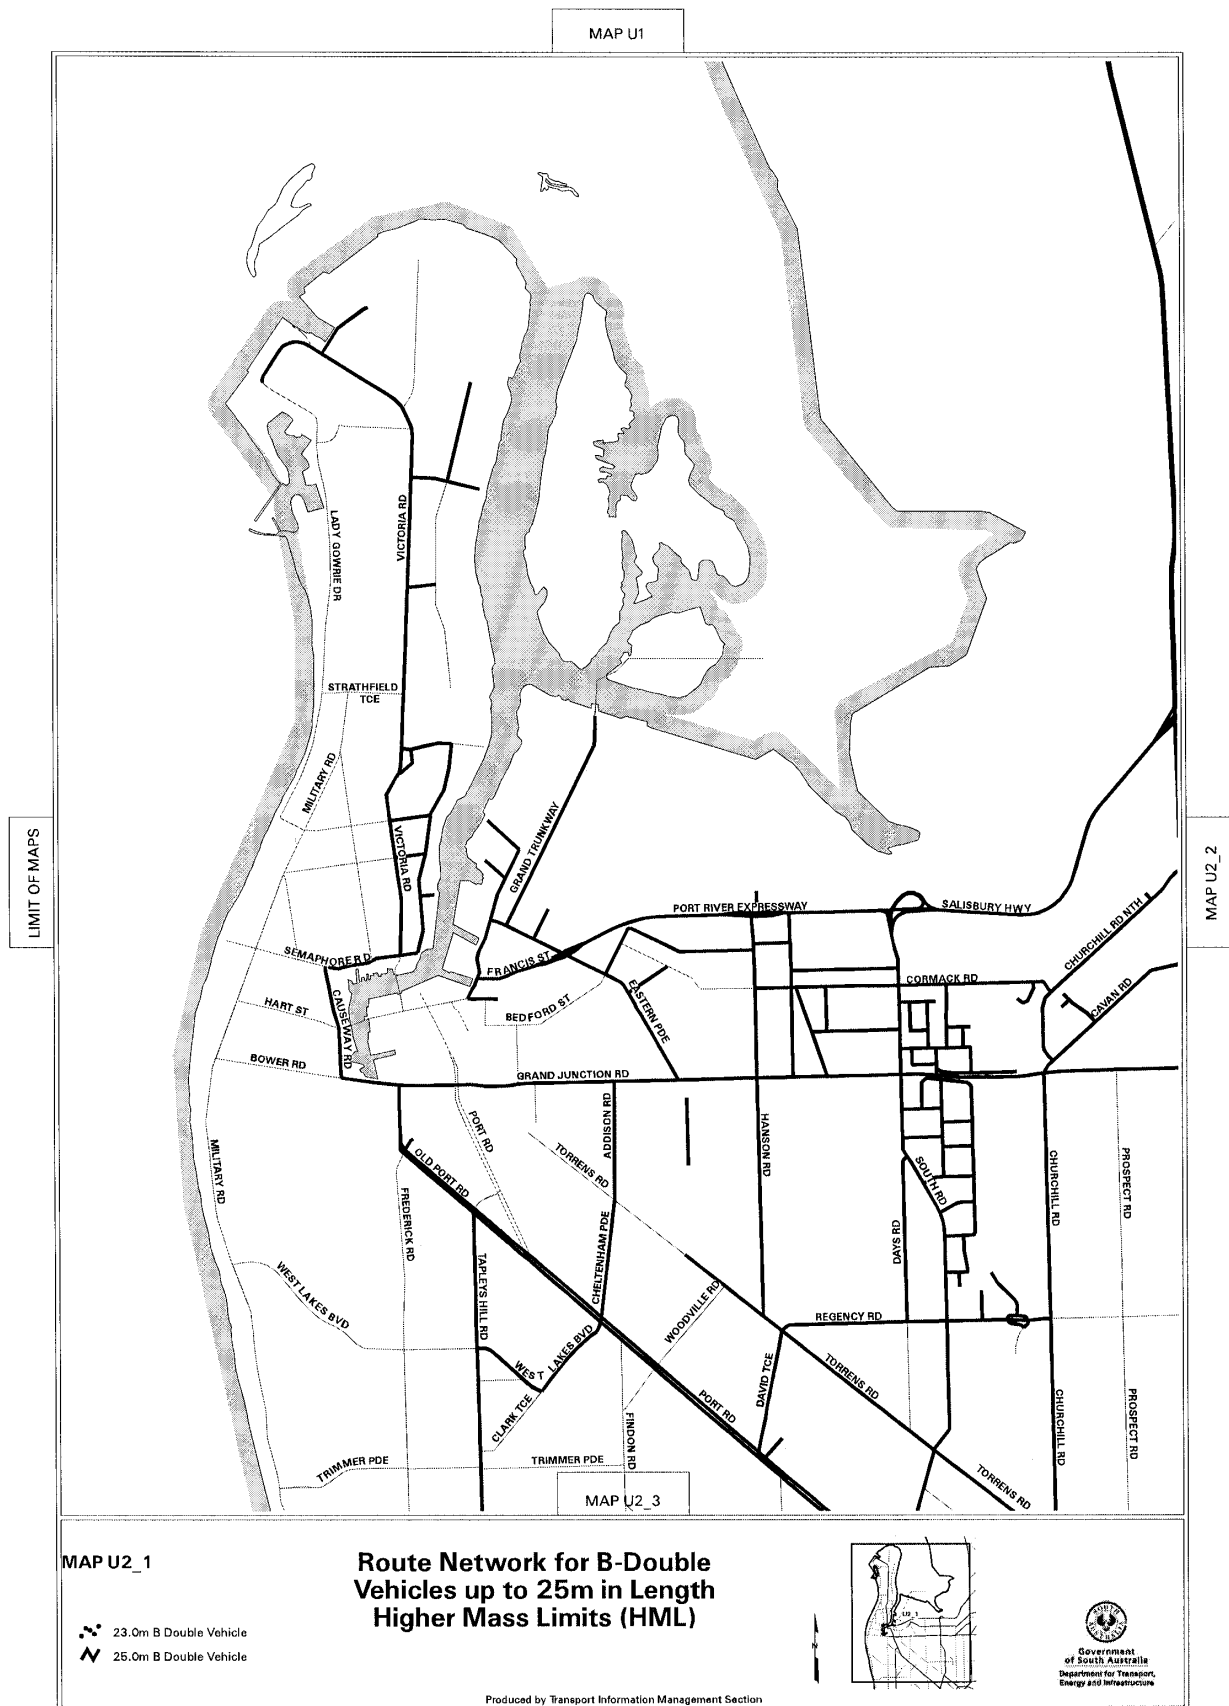 MAP U1
LADY GOWRIE DR
VICTORIA RD
STRATHFIELD
TCE
MILITARY RD
VICTORIA RD
GRAND TRUNKWAY
LIMIT OF MAPS
MAP U2_2
PORT RIVER EXPRESSWAY
SALISBURY HWY
CHURCHILL RD NTH
SEMAPHORE RD
FRANCIS ST
CORMACK RD
CAVAN RD
HART ST
CAUSEWAY RD
BEDFORD ST
EASTERN PDE
BOWER RD
GRAND JUNCTION RD
PORT RD
ADDISON RD
HANSON RD
MILITARY RD
OLD PORT RD
TORRENS RD
SOUTH RD
CHURCHILL RD
PROSPECT RD
FREDERICK RD
CHELTENHAM PDE
DAYS RD
TAPLEYS HILL RD
WEST LAKES BVD
WOODVILLE RD
REGENCY RD
WEST LAKES BVD
DAVID TCE
TORRENS RD
CLARK TCE
PORT RD
FINDON RD
CHURCHILL RD
PROSPECT RD
TRIMMER PDE
TRIMMER PDE
TORRENS RD
MAP U2_3
MAP U2_1
Route Network for B-Double
Vehicles up to 25m in Length
Higher Mass Limits (HML)
23.0m B Double Vehicle
25.0m B Double Vehicle
N
U2_1
SOUTH
AUSTRALIA
Government
of South Australia
Department for Transport,
Energy and Infrastructure
Produced by Transport Information Management Section